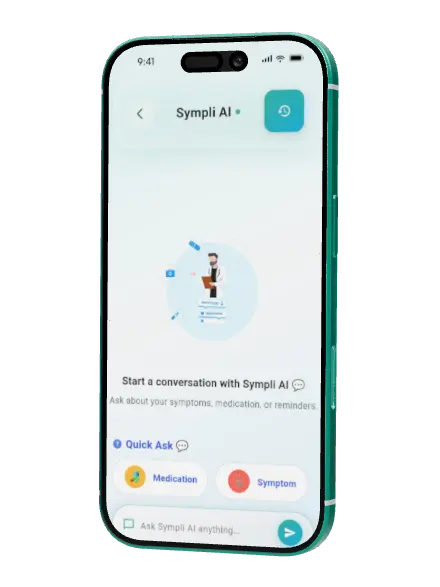 9:41
Sympli AI
Start a conversation with Sympli AI 💬
Ask about your symptoms, medication, or reminders.
Quick Ask 💬
Medication
Symptom
Ask Sympli AI anything...